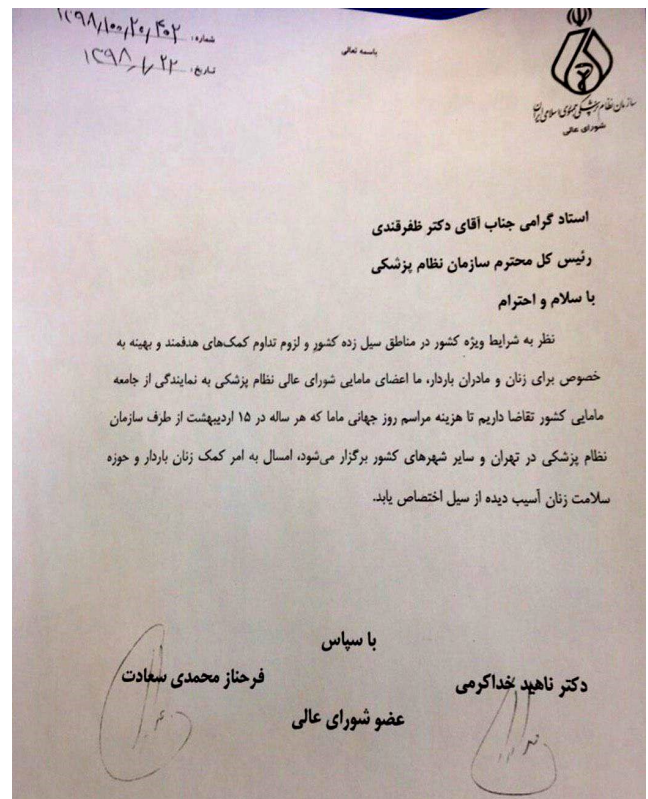 شماره: ۱۳۹۸٫۱۰۰٫۲۰٫۴۰۲
تاریخ: ۱۳۹۸٫۱٫۲۲
باسمه تعالی
سازمان نظام پزشکی جمهوری اسلامی ایران
شورای عالی
استاد گرامی جناب آقای دکتر ظفرقندی
رئیس کل محترم سازمان نظام پزشکی
با سلام و احترام
نظر به شرایط ویژه کشور در مناطق سیل زده کشور و لزوم تداوم کمک‌های هدفمند و بهینه به
خصوص برای زنان و مادران باردار، ما اعضای مامایی شورای عالی نظام پزشکی به نمایندگی از جامعه
مامایی کشور تقاضا داریم تا هزینه مراسم روز جهانی ماما که هر ساله در ۱۵ اردیبهشت از طرف سازمان
نظام پزشکی در تهران و سایر شهرهای کشور برگزار می‌شود، امسال به امر کمک زنان باردار و حوزه
سلامت زنان آسیب دیده از سیل اختصاص یابد.
با سپاس
دکتر ناهید خداکرمی فرحناز محمدی سعادت
عضو شورای عالی